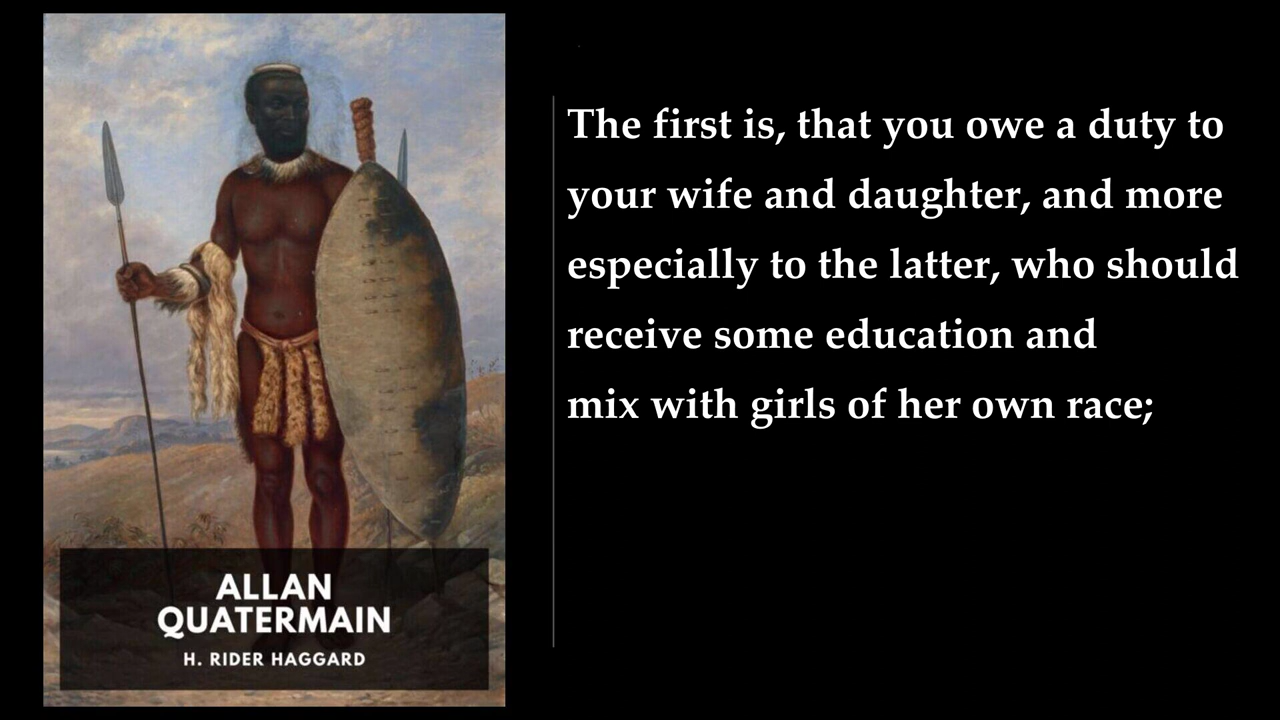 ALLAN
QUATERMAIN
H. RIDER HAGGARD
The first is, that you owe a duty to
your wife and daughter, and more
especially to the latter, who should
receive some education and
mix with girls of her own race;